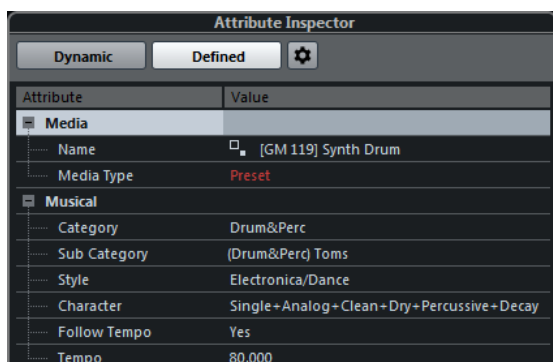 Attribute Inspector
Dynamic Defined
Attribute Value
Media
Name [GM 119] Synth Drum
Media Type Preset
Musical
Category Drum&Perc
Sub Category (Drum&Perc) Toms
Style Electronica/Dance
Character Single+Analog+Clean+Dry+Percussive+Decay
Follow Tempo Yes
Tempo 80.000